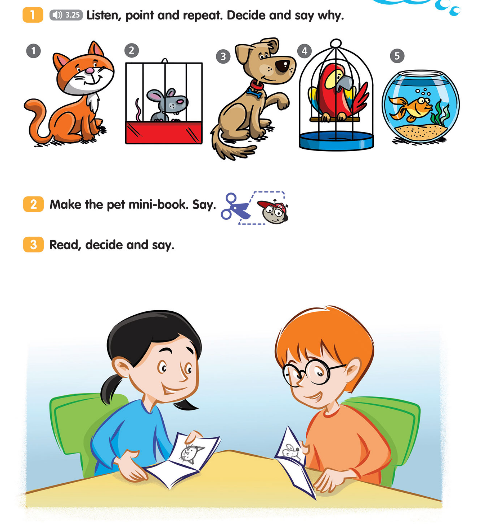 1 3.25 Listen, point and repeat. Decide and say why.
1
2
3
4
5
2 Make the pet mini-book. Say.
3 Read, decide and say.